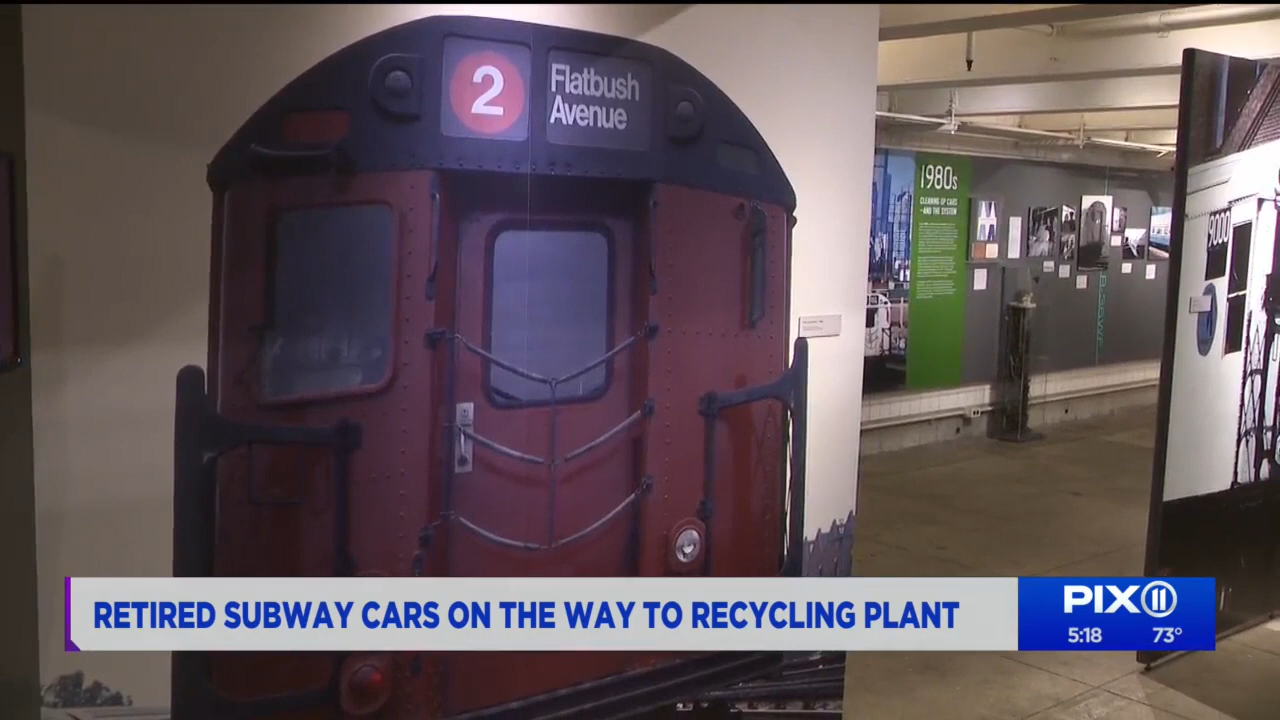 2
Flatbush
Avenue
1980s
CLEANING UP CARS
–AND THE SYSTEM
9000
RETIRED SUBWAY CARS ON THE WAY TO RECYCLING PLANT
PIX11
5:18 73°